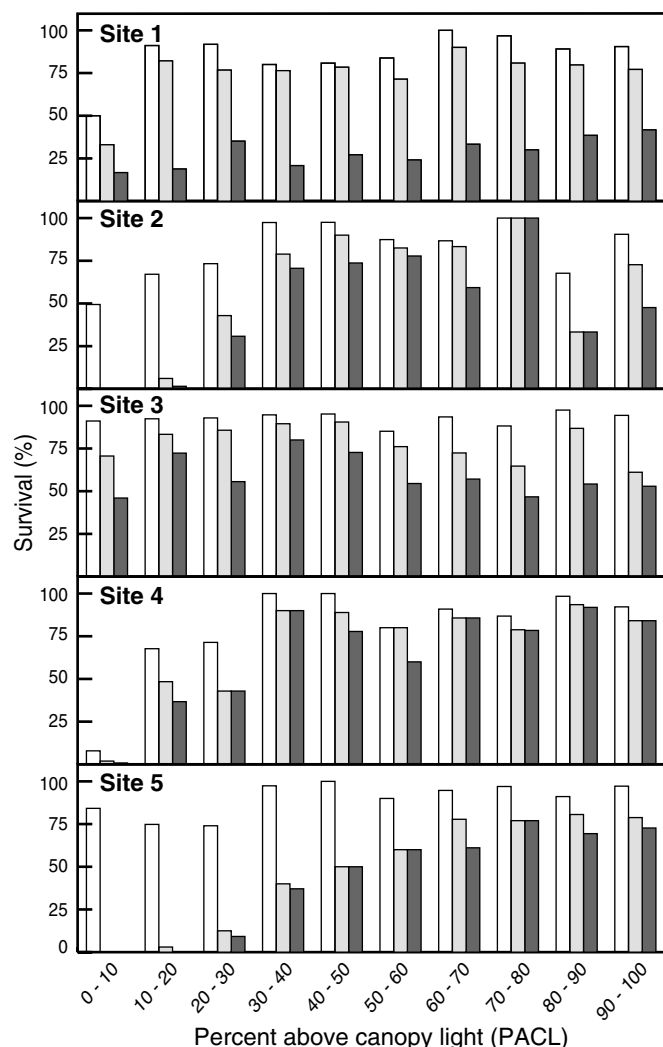 Survival (%)
Site 1
100
75
50
25
Site 2
100
75
50
25
Site 3
100
75
50
25
Site 4
100
75
50
25
Site 5
100
75
50
25
0
0 - 10
10 - 20
20 - 30
30 - 40
40 - 50
50 - 60
60 - 70
70 - 80
80 - 90
90 - 100
Percent above canopy light (PACL)